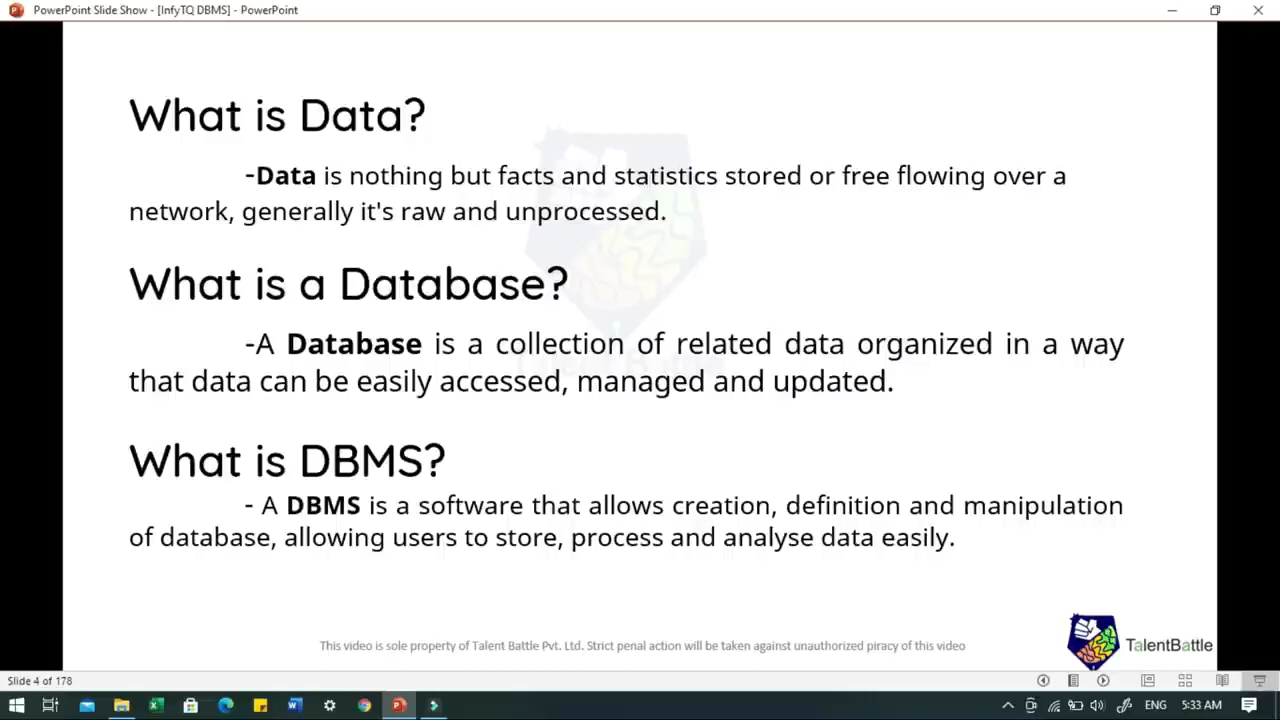 PowerPoint Slide Show - [InfyTQ DBMS] - PowerPoint
What is Data?
-Data is nothing but facts and statistics stored or free flowing over a
network, generally it's raw and unprocessed.
What is a Database?
-A Database is a collection of related data organized in a way
that data can be easily accessed, managed and updated.
What is DBMS?
- A DBMS is a software that allows creation, definition and manipulation
of database, allowing users to store, process and analyse data easily.
This video is sole property of Talent Battle Pvt. Ltd. Strict penal action will be taken against unauthorized piracy of this video
TalentBattle
Slide 4 of 178
ENG 5:33 AM